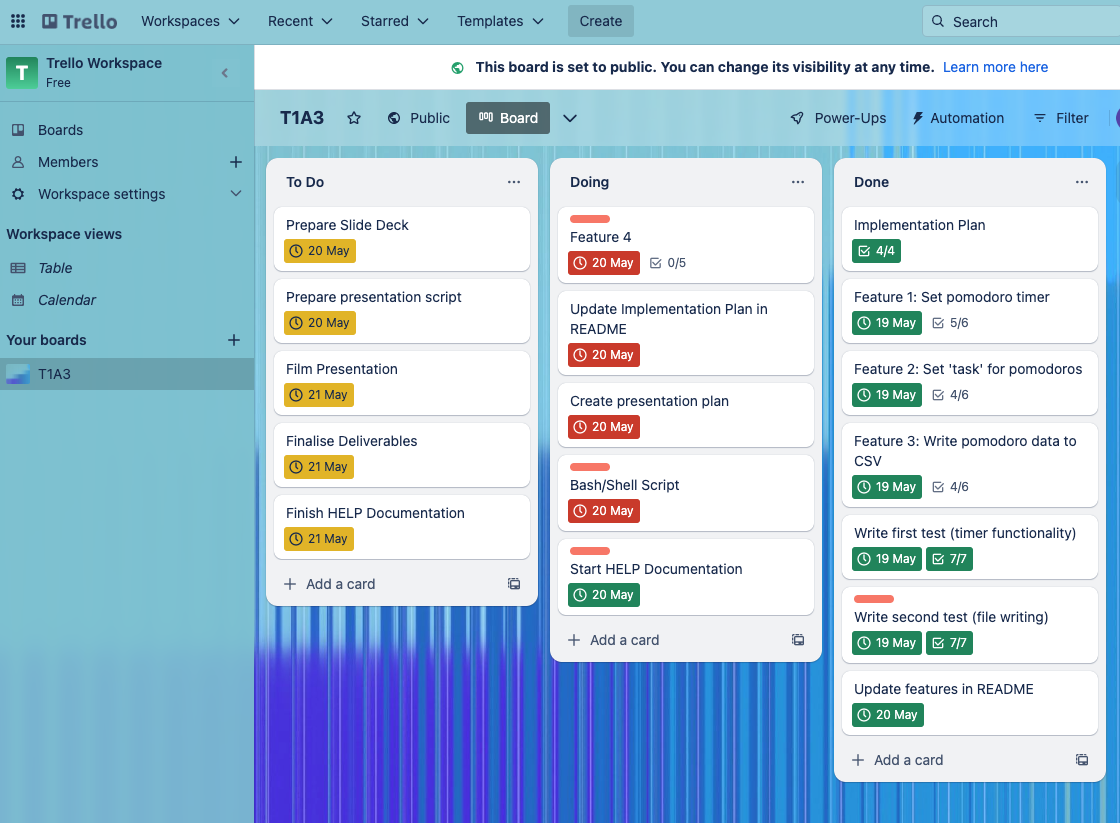 Trello
Workspaces
Recent
Starred
Templates
Create
Search
T
Trello Workspace
Free
Boards
Members
Workspace settings
Workspace views
Table
Calendar
Your boards
T1A3
This board is set to public. You can change its visibility at any time. Learn more here
T1A3
Public
Board
Power-Ups
Automation
Filter
To Do
Prepare Slide Deck
20 May
Prepare presentation script
20 May
Film Presentation
21 May
Finalise Deliverables
21 May
Finish HELP Documentation
21 May
Add a card
Doing
Feature 4
20 May 0/5
Update Implementation Plan in
README
20 May
Create presentation plan
20 May
Bash/Shell Script
20 May
Start HELP Documentation
20 May
Add a card
Done
Implementation Plan
4/4
Feature 1: Set pomodoro timer
19 May 5/6
Feature 2: Set 'task' for pomodoros
19 May 4/6
Feature 3: Write pomodoro data to
CSV
19 May 4/6
Write first test (timer functionality)
19 May 7/7
Write second test (file writing)
19 May 7/7
Update features in README
20 May
Add a card